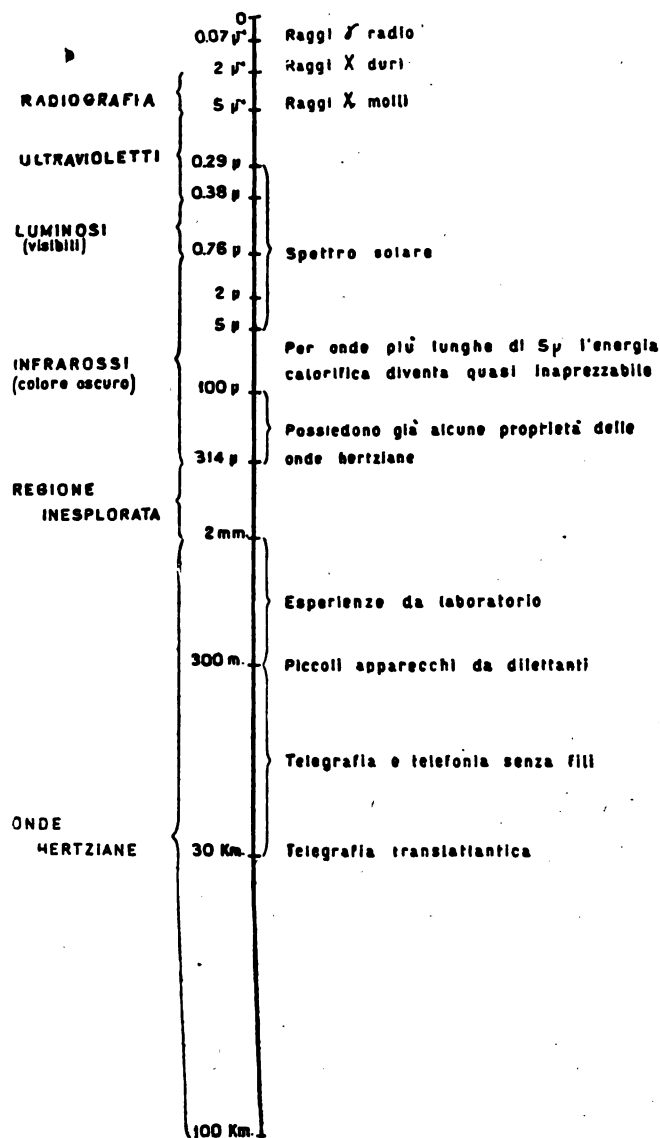 0
0.07 μ° Raggi γ radio
2 μ° Raggi X duri
RADIOGRAFIA 5 μ° Raggi X molli
ULTRAVIOLETTI 0.29 μ
0.38 μ
LUMINOSI
(visibili)
0.76 μ Spettro solare
2 μ
5 μ
Per onde più lunghe di 5μ l'energia
calorifica diventa quasi inaprezzabile
INFRAROSSI
(calore oscuro)
100 μ
Possiedono già alcune proprietà delle
314 μ onde hertziane
REGIONE
INESPLORATA
2 mm.
Esperienze da laboratorio
300 m. Piccoli apparecchi da dilettanti
Telegrafia e telefonia senza fili
ONDE
HERTZIANE 30 Km. Telegrafia translattantica
100 Km.